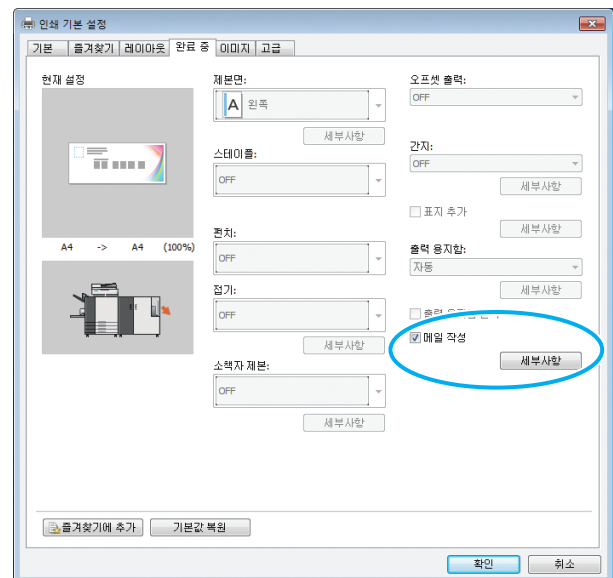 인쇄 기본 설정
기본 즐겨찾기 레이아웃 완료 중 이미지 고급
현재 설정
A4 -> A4 (100%)
제본면:
A 왼쪽
세부사항
스테이플:
OFF
펀치:
OFF
접기:
OFF
세부사항
소책자 제본:
OFF
세부사항
오프셋 출력:
OFF
간지:
OFF
세부사항
표지 추가
세부사항
출력 용지함:
자동
세부사항
출력
메일 작성
세부사항
즐겨찾기에 추가 기본값 복원
확인 취소